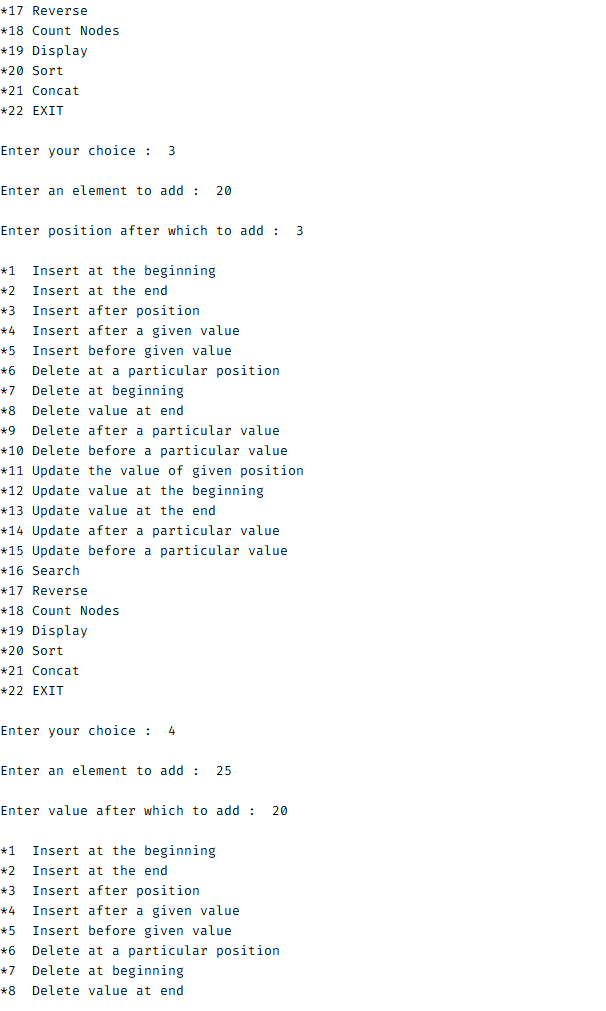 *17 Reverse
*18 Count Nodes
*19 Display
*20 Sort
*21 Concat
*22 EXIT
Enter your choice :  3
Enter an element to add :  20
Enter position after which to add :  3
*1  Insert at the beginning
*2  Insert at the end
*3  Insert after position
*4  Insert after a given value
*5  Insert before given value
*6  Delete at a particular position
*7  Delete at beginning
*8  Delete value at end
*9  Delete after a particular value
*10 Delete before a particular value
*11 Update the value of given position
*12 Update value at the beginning
*13 Update value at the end
*14 Update after a particular value
*15 Update before a particular value
*16 Search
*17 Reverse
*18 Count Nodes
*19 Display
*20 Sort
*21 Concat
*22 EXIT
Enter your choice :  4
Enter an element to add :  25
Enter value after which to add :  20
*1  Insert at the beginning
*2  Insert at the end
*3  Insert after position
*4  Insert after a given value
*5  Insert before given value
*6  Delete at a particular position
*7  Delete at beginning
*8  Delete value at end